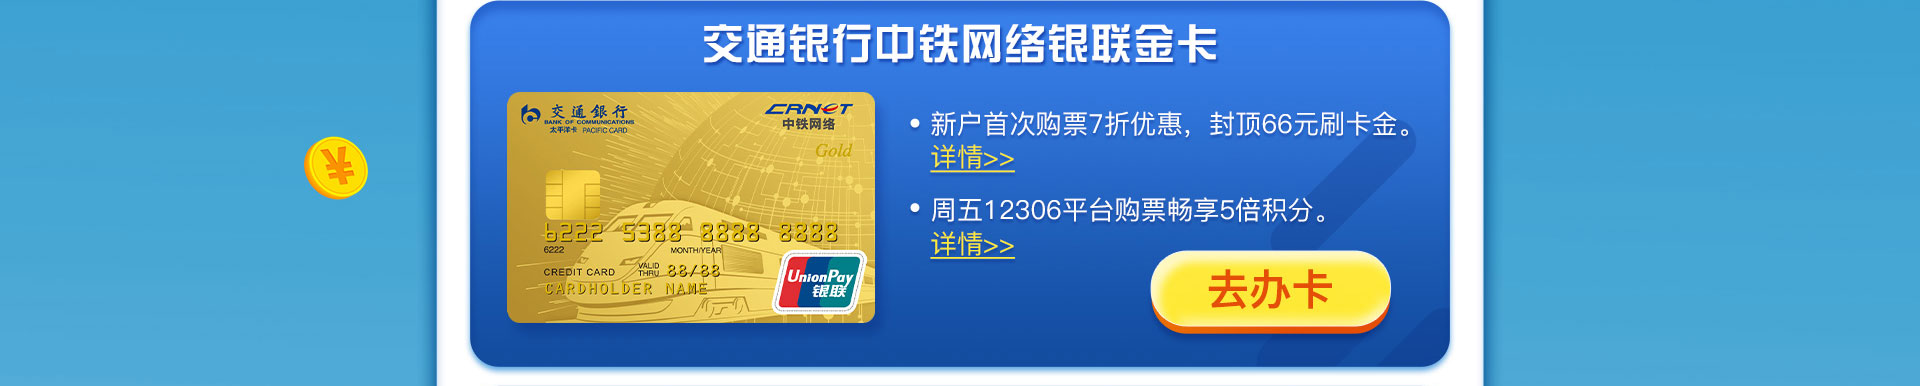 交通银行中铁网络银联金卡
交通銀行
BANK OF COMMUNICATIONS
太平洋卡 PACIFIC CARD
CRNET
中铁网络
Gold
6222 5388 8888 8888
6222
MONTH/YEAR
CREDIT CARD VALID THRU 88/88
CARDHOLDER NAME
UnionPay
银联
¥
• 新户首次购票7折优惠，封顶66元刷卡金。
详情>>
• 周五12306平台购票畅享5倍积分。
详情>>
去办卡